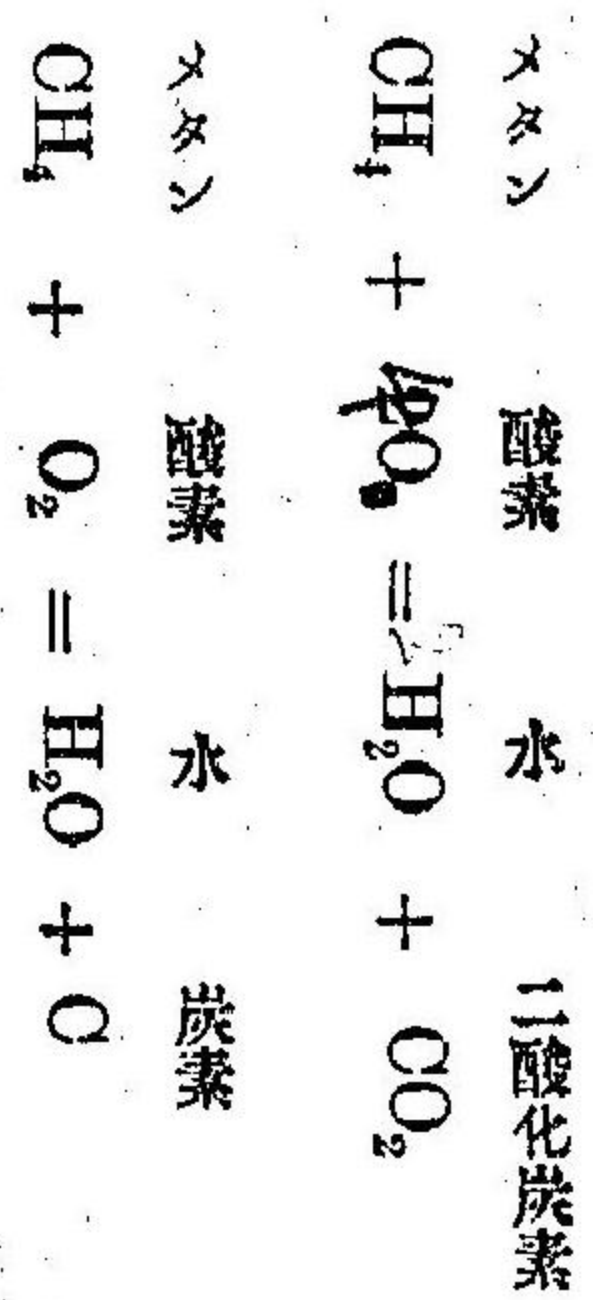 メタン 酸素 水 二酸化炭素
CH₄ + O = H₂O + CO₂
メタン 酸素 水 炭素
CH₄ + O₂ = H₂O + C